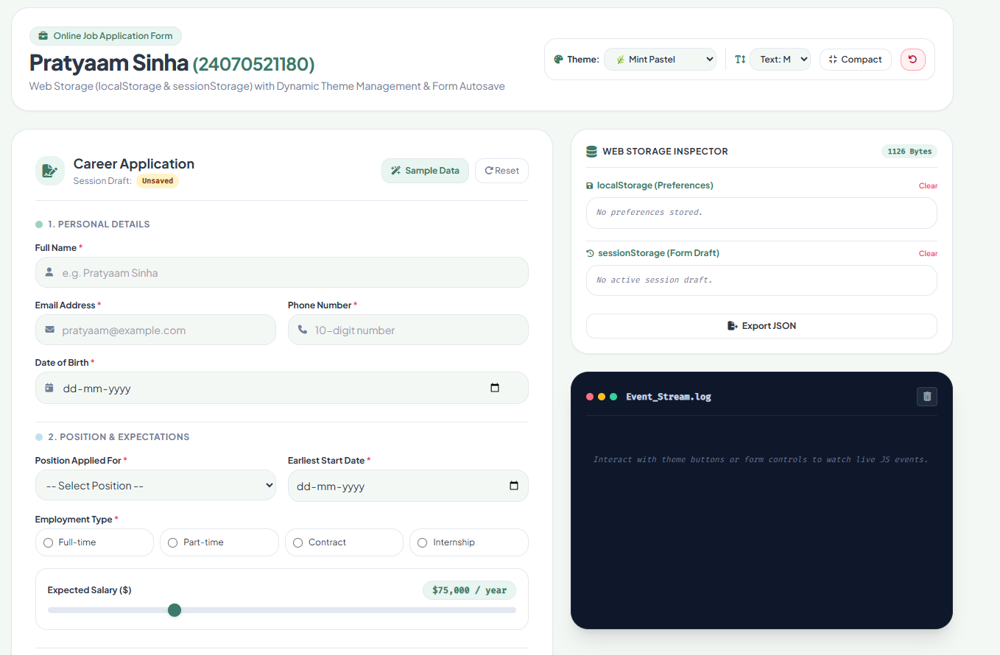 Online Job Application Form
Pratyaam Sinha (24070521180)
Web Storage (localStorage & sessionStorage) with Dynamic Theme Management & Form Autosave
Theme: Mint Pastel Text: M Compact
Career Application
Session Draft: Unsaved
Sample Data Reset
1. PERSONAL DETAILS
Full Name *
e.g. Pratyaam Sinha
Email Address * Phone Number *
pratyaam@example.com 10-digit number
Date of Birth *
dd-mm-yyyy
2. POSITION & EXPECTATIONS
Position Applied For * Earliest Start Date *
-- Select Position -- dd-mm-yyyy
Employment Type *
Full-time Part-time Contract Internship
Expected Salary ($) $75,000 / year
WEB STORAGE INSPECTOR 1126 Bytes
localStorage (Preferences) Clear
No preferences stored.
sessionStorage (Form Draft) Clear
No active session draft.
Export JSON
Event_Stream.log
Interact with theme buttons or form controls to watch live JS events.